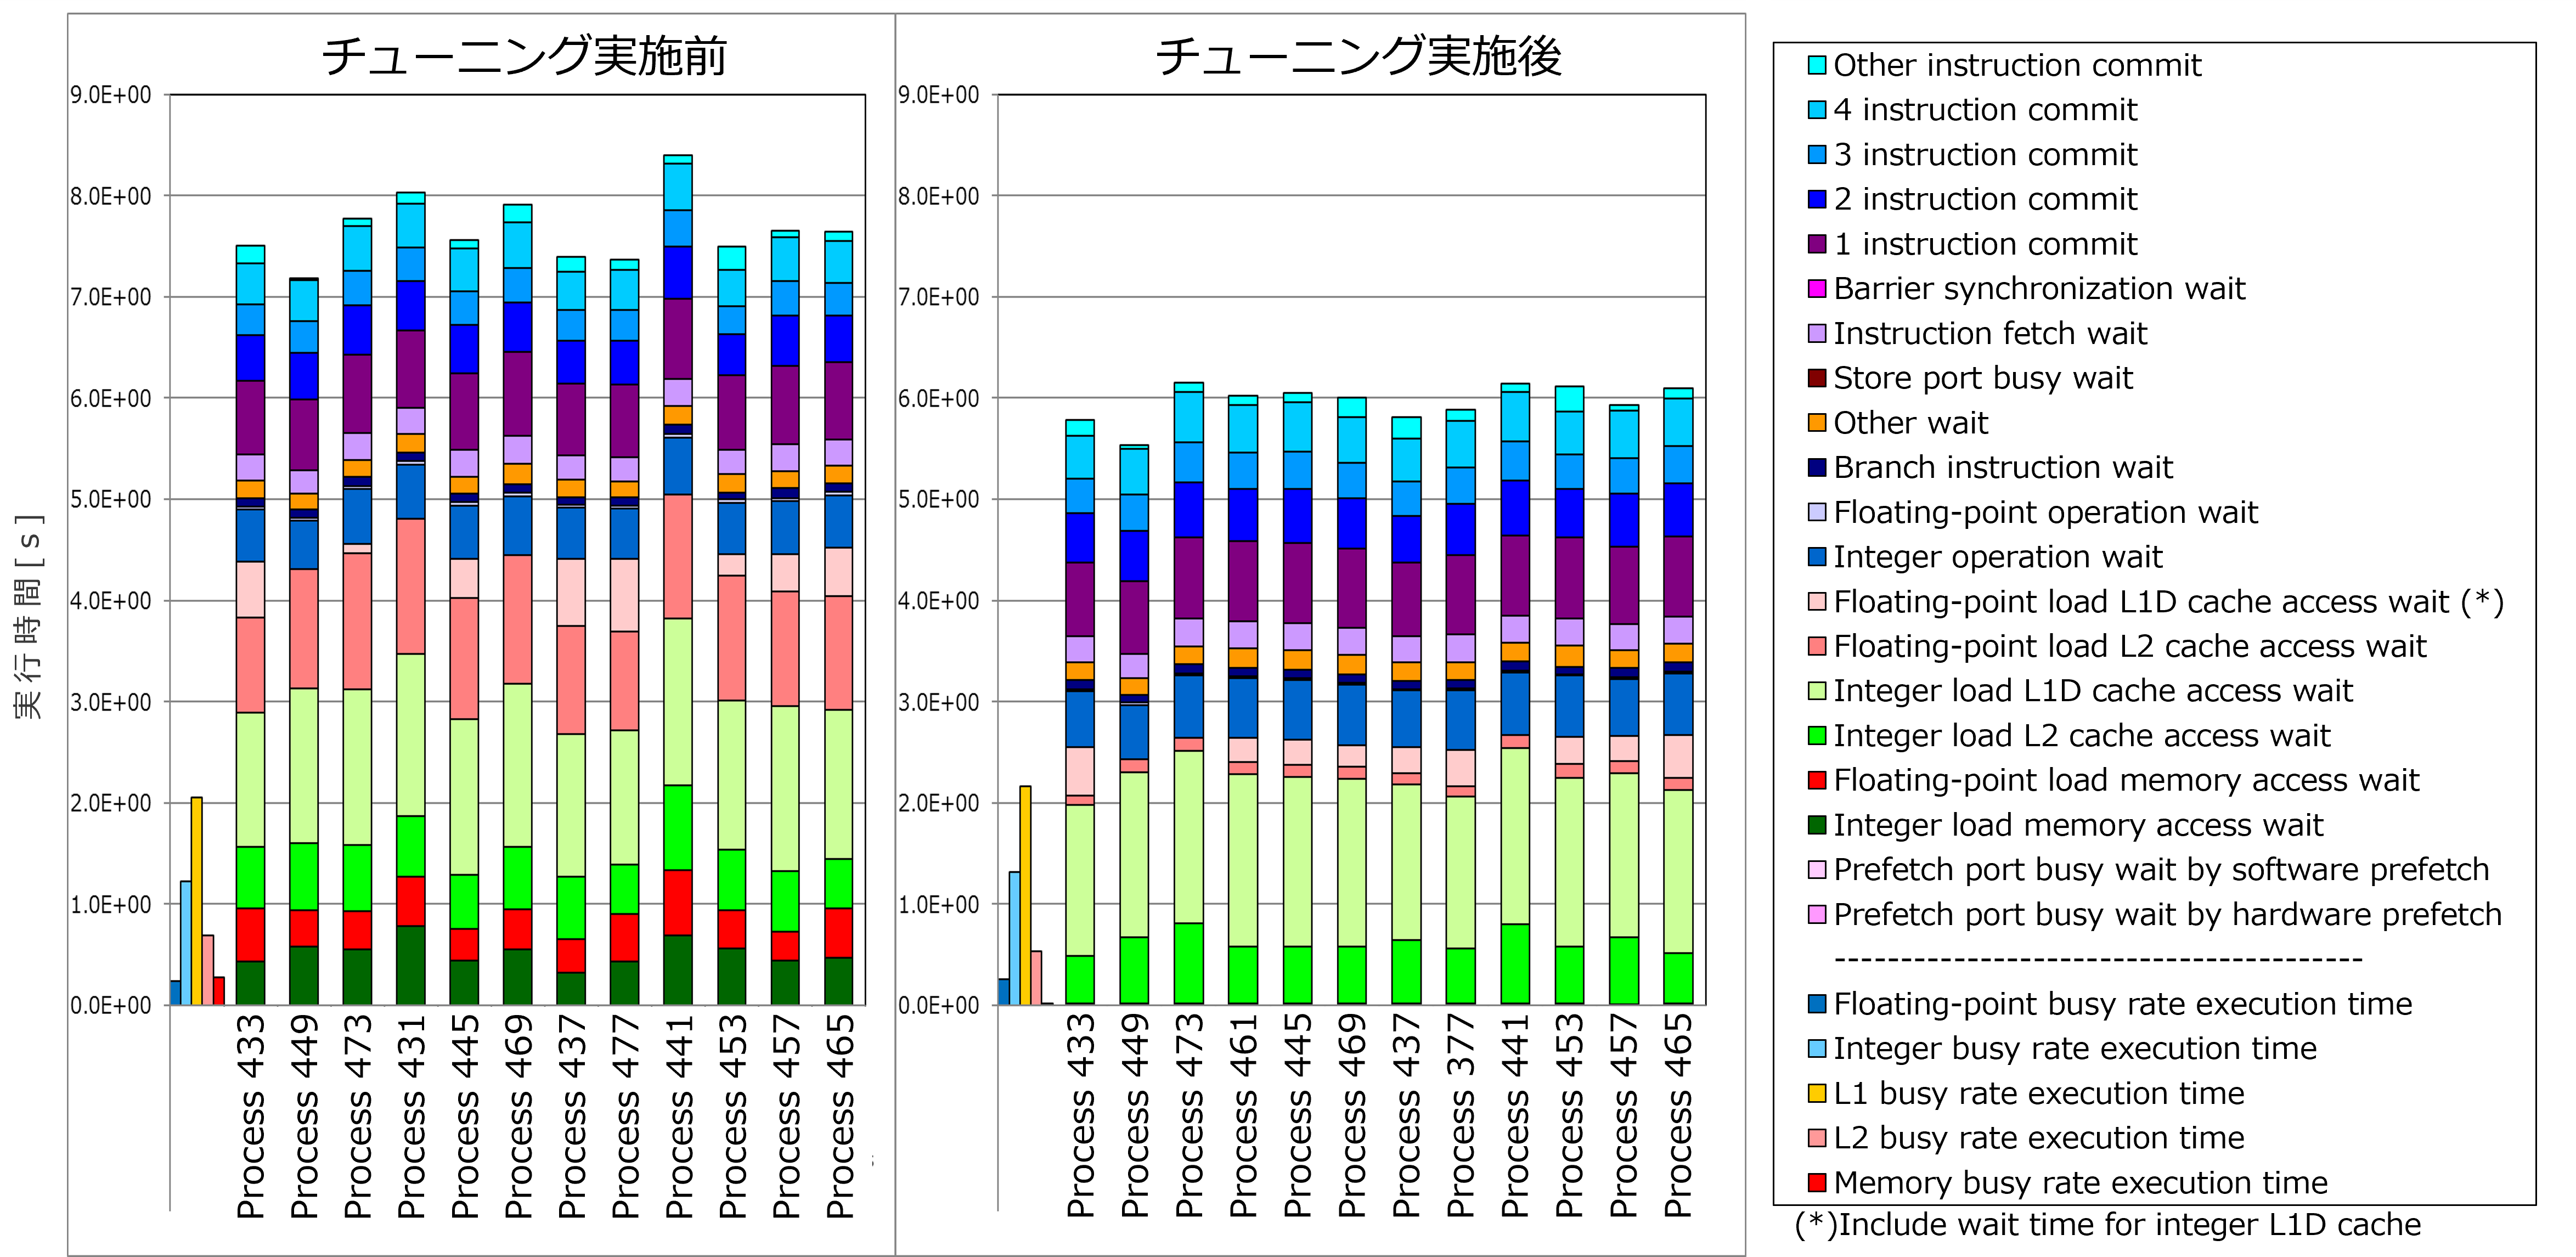 チューニング実施前
9.0E+00
8.0E+00
7.0E+00
6.0E+00
5.0E+00
4.0E+00
3.0E+00
2.0E+00
1.0E+00
0.0E+00
実行時間[s]
Process 433
Process 449
Process 473
Process 431
Process 445
Process 469
Process 437
Process 477
Process 441
Process 453
Process 457
Process 465
チューニング実施後
9.0E+00
8.0E+00
7.0E+00
6.0E+00
5.0E+00
4.0E+00
3.0E+00
2.0E+00
1.0E+00
0.0E+00
Process 433
Process 449
Process 473
Process 461
Process 445
Process 469
Process 437
Process 377
Process 441
Process 453
Process 457
Process 465
Other instruction commit
4 instruction commit
3 instruction commit
2 instruction commit
1 instruction commit
Barrier synchronization wait
Instruction fetch wait
Store port busy wait
Other wait
Branch instruction wait
Floating-point operation wait
Integer operation wait
Floating-point load L1D cache access wait (*)
Floating-point load L2 cache access wait
Integer load L1D cache access wait
Integer load L2 cache access wait
Floating-point load memory access wait
Integer load memory access wait
Prefetch port busy wait by software prefetch
Prefetch port busy wait by hardware prefetch
----------------------------------------
Floating-point busy rate execution time
Integer busy rate execution time
L1 busy rate execution time
L2 busy rate execution time
Memory busy rate execution time
(*)Include wait time for integer L1D cache